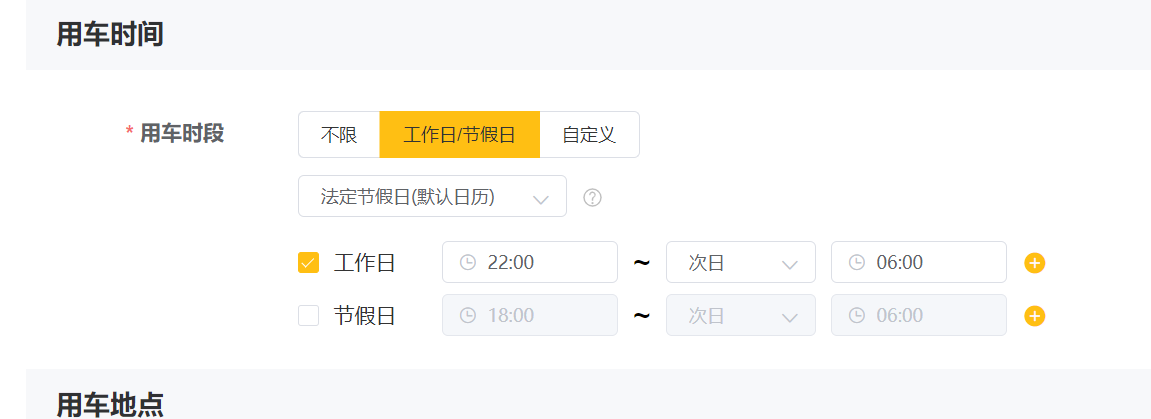 用车时间
* 用车时段 不限 工作日/节假日 自定义
法定节假日(默认日历)
工作日 22:00 ~ 次日 06:00
节假日 18:00 ~ 次日 06:00
用车地点